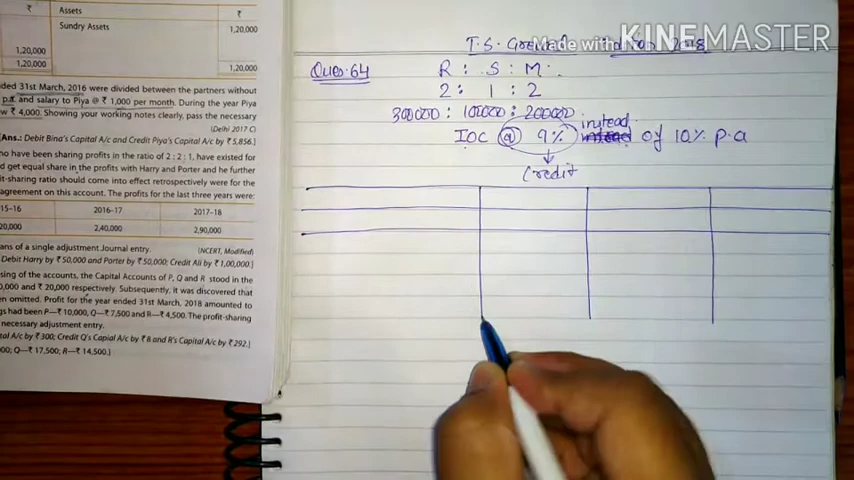 ₹ Assets ₹
Sundry Assets 1,20,000
1,20,000
1,20,000 1,20,000
ded 31st March, 2016 were divided between the partners without
p.a. and salary to Piya @ ₹ 1,000 per month. During the year Piya
w ₹ 4,000. Showing your working notes clearly, pass the necessary
(Delhi 2017 C)
[Ans.: Debit Bina's Capital A/c and Credit Piya's Capital A/c by ₹ 5,856.]
ho have been sharing profits in the ratio of 2 : 2 : 1, have existed for
d get equal share in the profits with Harry and Porter and he further
it-sharing ratio should come into effect retrospectively were for the
agreement on this account. The profits for the last three years were:
15–16 2016–17 2017–18
20,000 2,40,000 2,90,000
ans of a single adjustment Journal entry. (NCERT, Modified)
Debit Harry by ₹ 50,000 and Porter by ₹ 50,000; Credit Ali by ₹ 1,00,000.]
sing of the accounts, the Capital Accounts of P, Q and R stood in the
00 and ₹ 20,000 respectively. Subsequently, it was discovered that
en omitted. Profit for the year ended 31st March, 2018 amounted to
gs had been P—₹ 10,000, Q—₹ 7,500 and R—₹ 4,500. The profit-sharing
necessary adjustment entry.
tal A/c by ₹ 300; Credit Q's Capital A/c by ₹ 8 and R's Capital A/c by ₹ 292.]
00; Q—₹ 17,500; R—₹ 14,500.]
T.S. Grewal 2018
Made with KINEMASTER
Ques. 64 R : S : M
2 : 1 : 2
300000 : 100000 : 200000
IOC @ 9% instead of 10% p.a
Credit